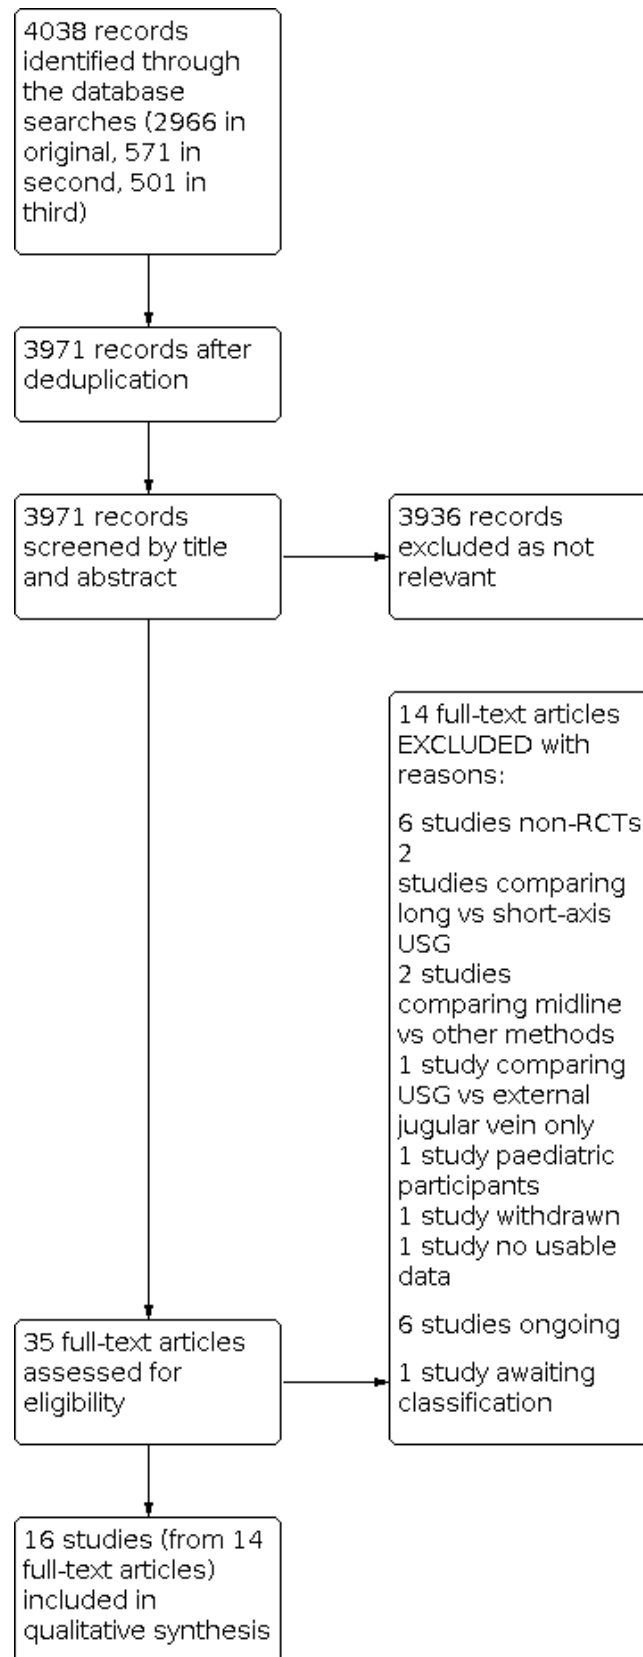 4038 records
identified through
the database
searches (2966 in
original, 571 in
second, 501 in
third)
3971 records after
deduplication
3971 records
screened by title
and abstract
3936 records
excluded as not
relevant
14 full-text articles
EXCLUDED with
reasons:
6 studies non-RCTs
2
studies comparing
long vs short-axis
USG
2 studies
comparing midline
vs other methods
1 study comparing
USG vs external
jugular vein only
1 study paediatric
participants
1 study withdrawn
1 study no usable
data
6 studies ongoing
1 study awaiting
classification
35 full-text articles
assessed for
eligibility
16 studies (from 14
full-text articles)
included in
qualitative synthesis